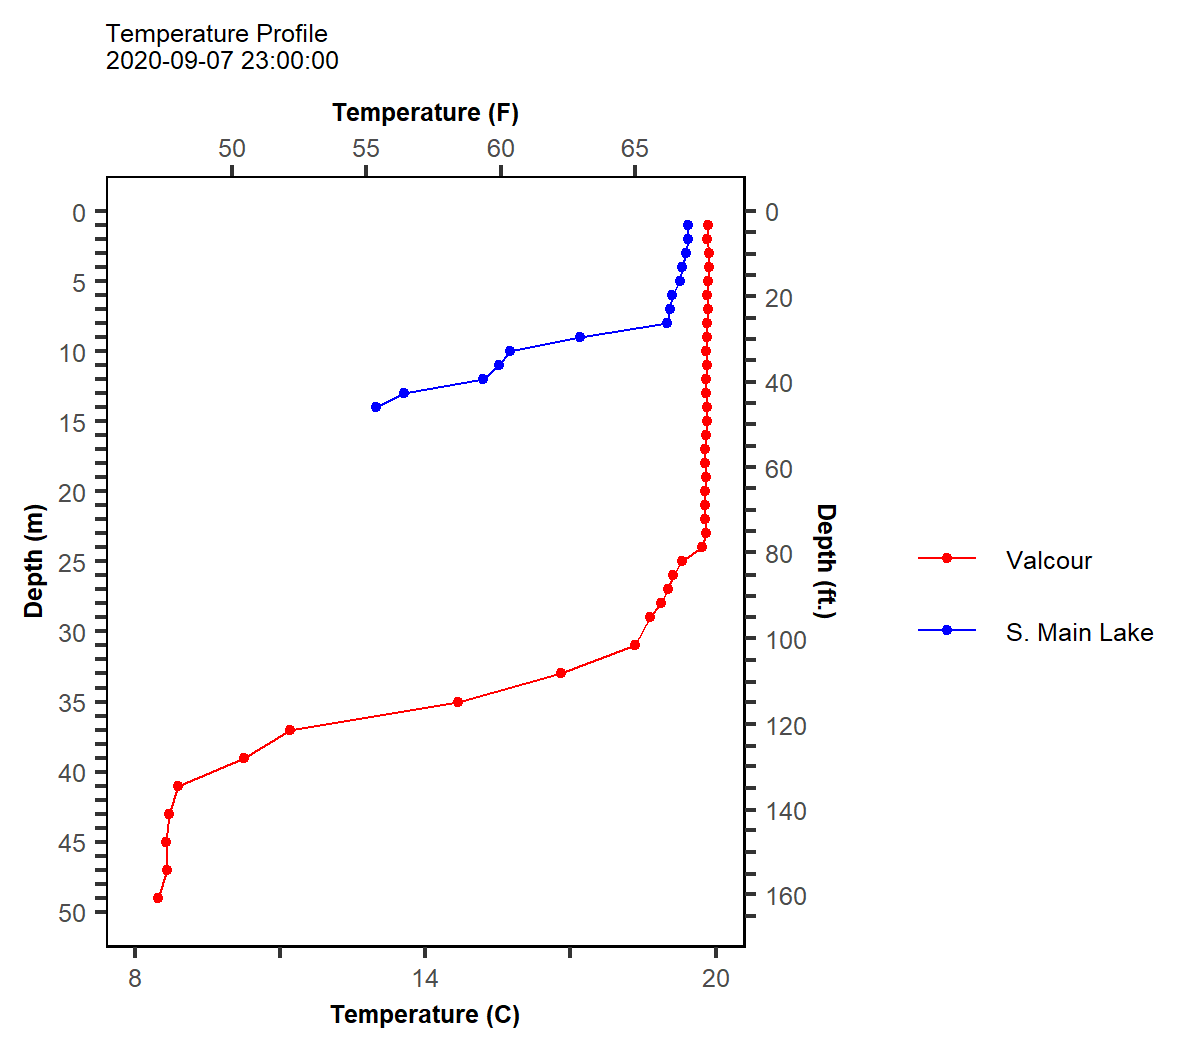 Temperature Profile
2020-09-07 23:00:00
Temperature (F)
50 55 60 65
0
5
10
15
20
25
30
35
40
45
50
Depth (m)
0
20
40
60
80
100
120
140
160
Depth (ft.)
Valcour
S. Main Lake
8 14 20
Temperature (C)